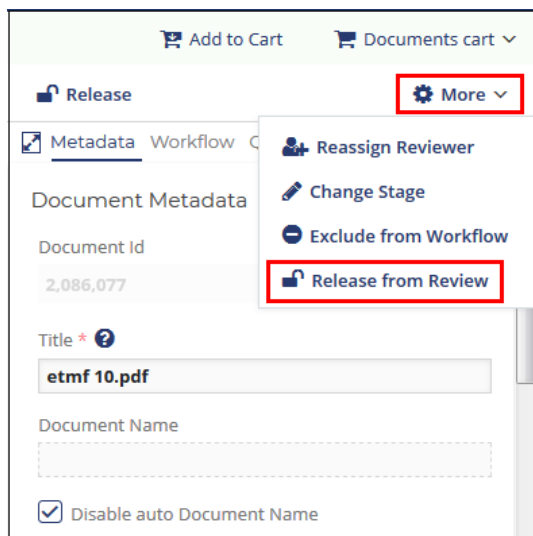 Add to Cart Documents cart
Release More
Metadata Workflow Q
Reassign Reviewer
Change Stage
Exclude from Workflow
Release from Review
Document Metadata
Document Id
2,086,077
Title *
etmf 10.pdf
Document Name
Disable auto Document Name